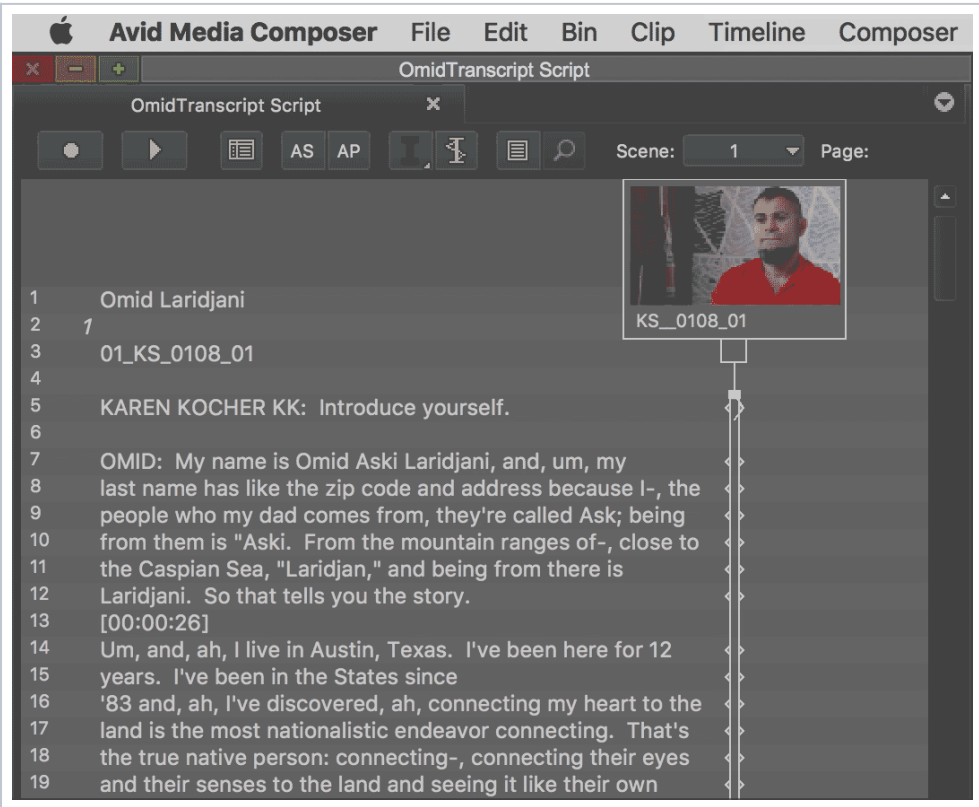 Avid Media Composer File Edit Bin Clip Timeline Composer
OmidTranscript Script
OmidTranscript Script
AS AP Scene: 1 Page:
KS__0108_01
1 Omid Laridjani
2 1
3 01_KS_0108_01
4
5 KAREN KOCHER KK: Introduce yourself.
6
7 OMID: My name is Omid Aski Laridjani, and, um, my
8 last name has like the zip code and address because I-, the
9 people who my dad comes from, they're called Ask; being
10 from them is "Aski. From the mountain ranges of-, close to
11 the Caspian Sea, "Laridjan," and being from there is
12 Laridjani. So that tells you the story.
13 [00:00:26]
14 Um, and, ah, I live in Austin, Texas. I've been here for 12
15 years. I've been in the States since
16 '83 and, ah, I've discovered, ah, connecting my heart to the
17 land is the most nationalistic endeavor connecting. That's
18 the true native person: connecting-, connecting their eyes
19 and their senses to the land and seeing it like their own